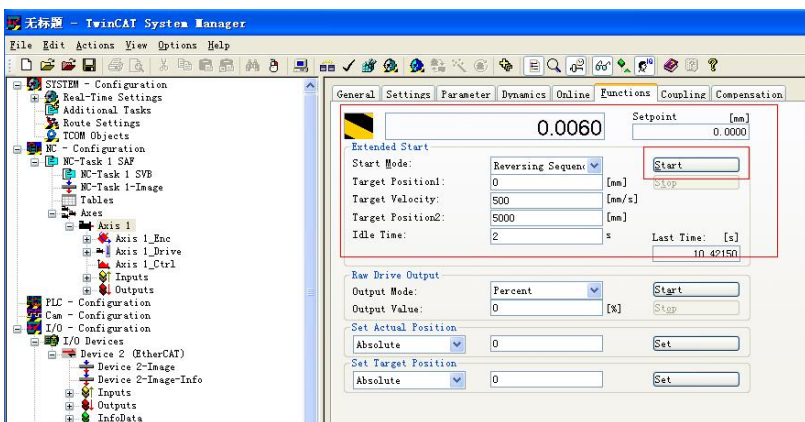 无标题 - TwinCAT System Manager
File Edit Actions View Options Help
SYSTEM - Configuration
Real-Time Settings
Additional Tasks
Route Settings
TCOM Objects
NC - Configuration
NC-Task 1 SAF
NC-Task 1 SVB
NC-Task 1-Image
Tables
Axes
Axis 1
Axis 1_Enc
Axis 1_Drive
Axis 1_Ctrl
Inputs
Outputs
PLC - Configuration
Cam - Configuration
I/O - Configuration
I/O Devices
Device 2 (EtherCAT)
Device 2-Image
Device 2-Image-Info
Inputs
Outputs
InfoData
General Settings Parameter Dynamics Online Functions Coupling Compensation
0.0060
Setpoint [mm]
0.0000
Extended Start
Start Mode: Reversing Sequenc Start
Target Position1: 0 [mm] Stop
Target Velocity: 500 [mm/s]
Target Position2: 5000 [mm]
Idle Time: 2 s Last Time: [s]
10.42150
Raw Drive Output
Output Mode: Percent Start
Output Value: 0 [%] Stop
Set Actual Position
Absolute 0 Set
Set Target Position
Absolute 0 Set